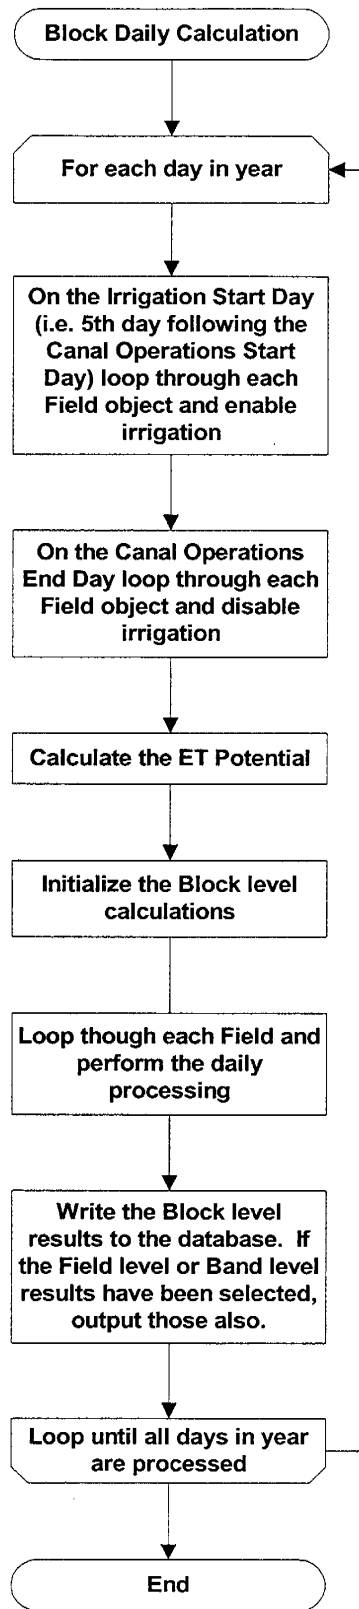 Block Daily Calculation
For each day in year
On the Irrigation Start Day
(i.e. 5th day following the
Canal Operations Start
Day) loop through each
Field object and enable
irrigation
On the Canal Operations
End Day loop through each
Field object and disable
irrigation
Calculate the ET Potential
Initialize the Block level
calculations
Loop though each Field and
perform the daily
processing
Write the Block level
results to the database.  If
the Field level or Band level
results have been selected,
output those also.
Loop until all days in year
are processed
End